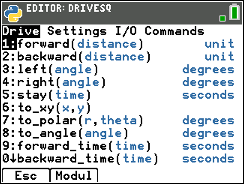 EDITOR: DRIVESQ
Drive Settings I/O Commands
1:forward(distance) unit
2:backward(distance) unit
3:left(angle) degrees
4:right(angle) degrees
5:stay(time) seconds
6:to_xy(x,y)
7:to_polar(r,theta) degrees
8:to_angle(angle) degrees
9:forward_time(time) seconds
0↓backward_time(time) seconds
Esc Modul